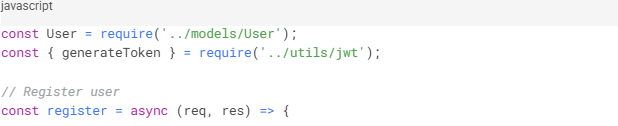 javascript
const User = require('../models/User');
const { generateToken } = require('../utils/jwt');
// Register user
const register = async (req, res) => {